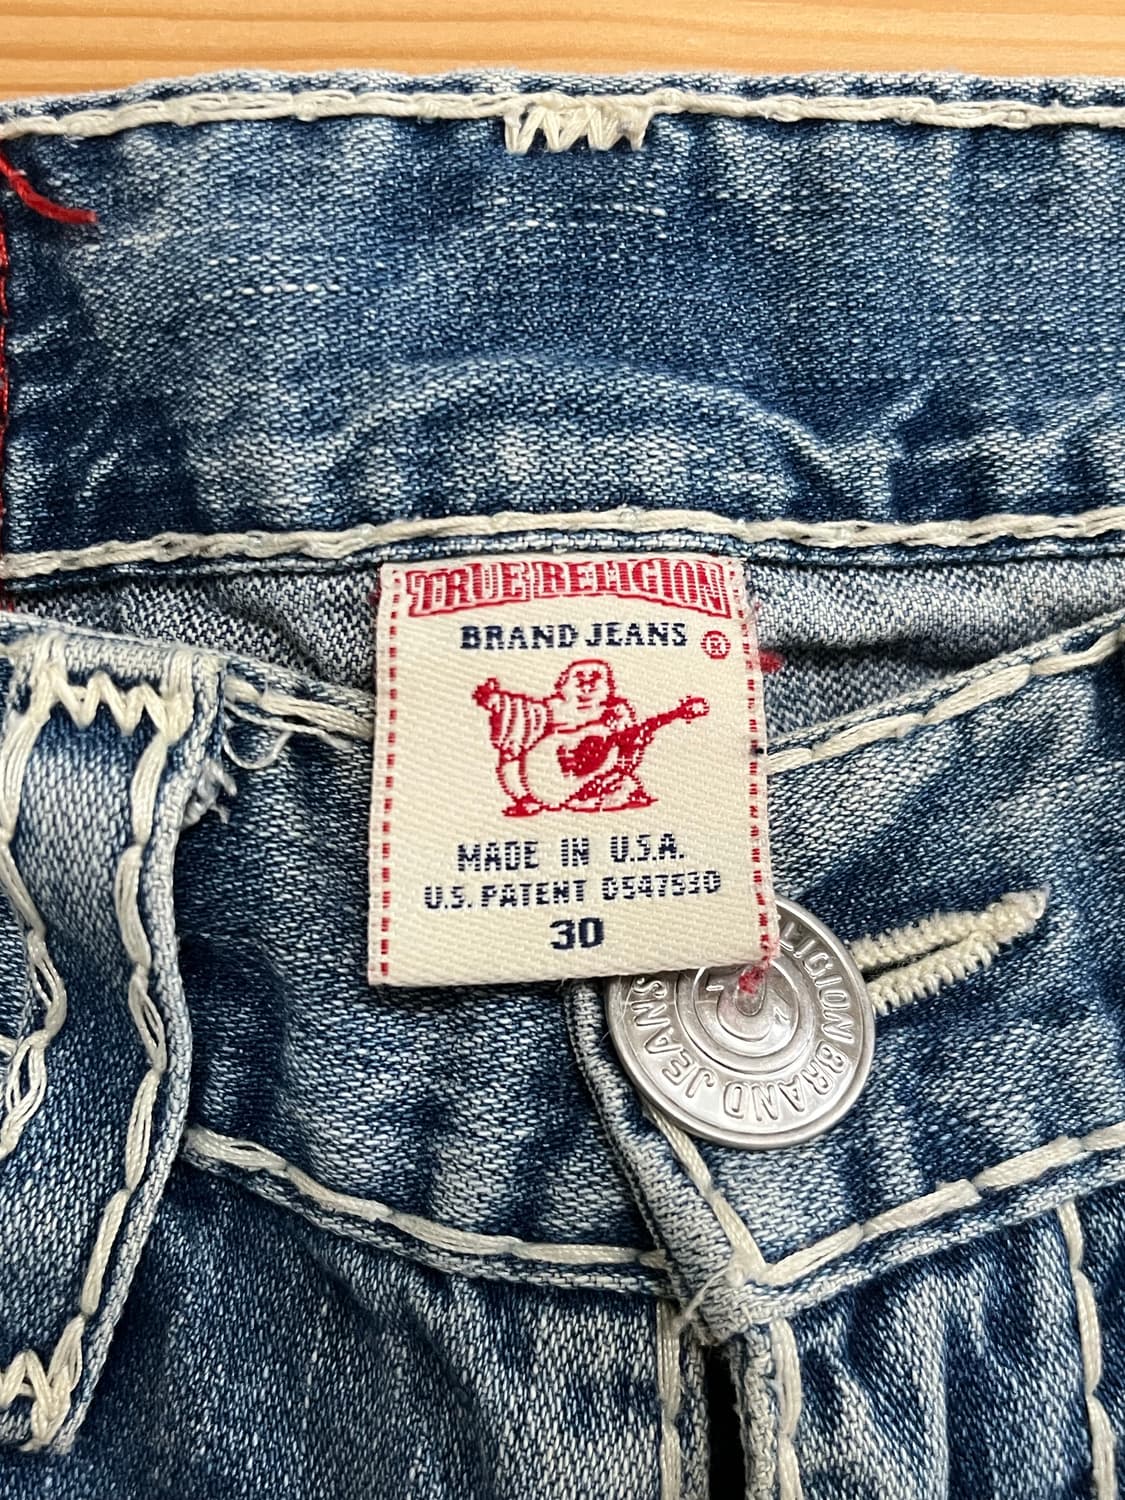 TRUE RELIGION
BRAND JEANS ®
MADE IN U.S.A.
U.S. PATENT D547530
30
RELIGION BRAND JEANS